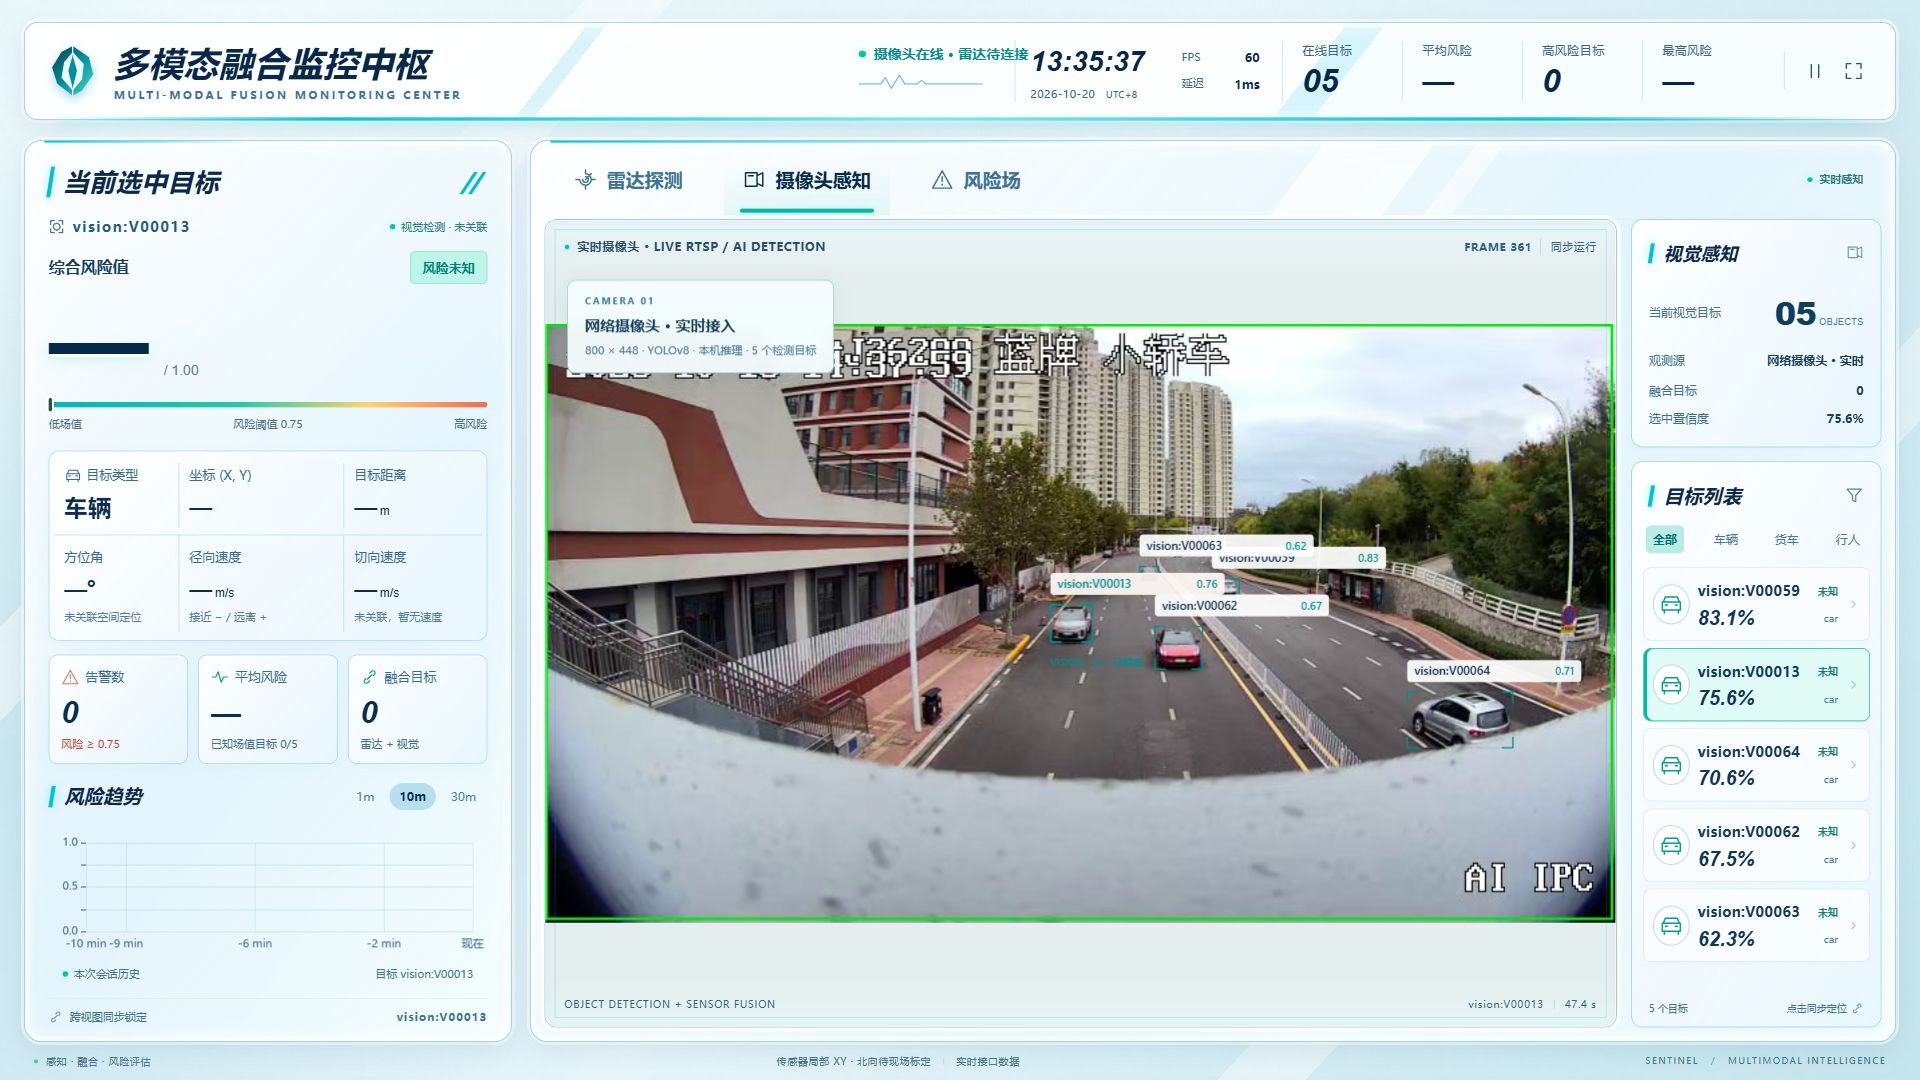 多模态融合监控中枢
MULTI-MODAL FUSION MONITORING CENTER
摄像头在线 • 雷达待连接
13:35:37
2026-10-20 UTC+8
FPS 60
延迟 1ms
在线目标
05
平均风险
—
高风险目标
0
最高风险
—
当前选中目标
vision:V00013
视觉检测 · 未关联
综合风险值
风险未知
/ 1.00
低场值
风险阈值 0.75
高风险
目标类型
车辆
坐标 (X, Y)
—
目标距离
— m
方位角
—°
未关联空间定位
径向速度
— m/s
接近 − / 远离 +
切向速度
— m/s
未关联，暂无速度
告警数
0
风险 ≥ 0.75
平均风险
—
已知场值目标 0/5
融合目标
0
雷达 + 视觉
风险趋势
1m 10m 30m
1.0
0.5
0.0
-10 min -9 min -6 min -2 min 现在
本次会话历史
目标 vision:V00013
跨视图同步锁定
vision:V00013
雷达探测
摄像头感知
风险场
实时感知
实时摄像头 • LIVE RTSP / AI DETECTION
FRAME 361 同步运行
CAMERA 01
网络摄像头 • 实时接入
800 × 448 · YOLOv8 · 本机推理 · 5 个检测目标
蓝牌 小轿车
vision:V00063 0.62
vision:V00059 0.83
vision:V00013 0.76
vision:V00062 0.67
vision:V00064 0.71
AI IPC
OBJECT DETECTION + SENSOR FUSION
vision:V00013 47.4 s
视觉感知
当前视觉目标 05 OBJECTS
观测源 网络摄像头 • 实时
融合目标 0
选中置信度 75.6%
目标列表
全部 车辆 货车 行人
vision:V00059 未知
83.1% car
vision:V00013 未知
75.6% car
vision:V00064 未知
70.6% car
vision:V00062 未知
67.5% car
vision:V00063 未知
62.3% car
5 个目标
点击同步定位
感知 · 融合 · 风险评估
传感器局部 XY · 北向待现场标定
实时接口数据
SENTINEL / MULTIMODAL INTELLIGENCE